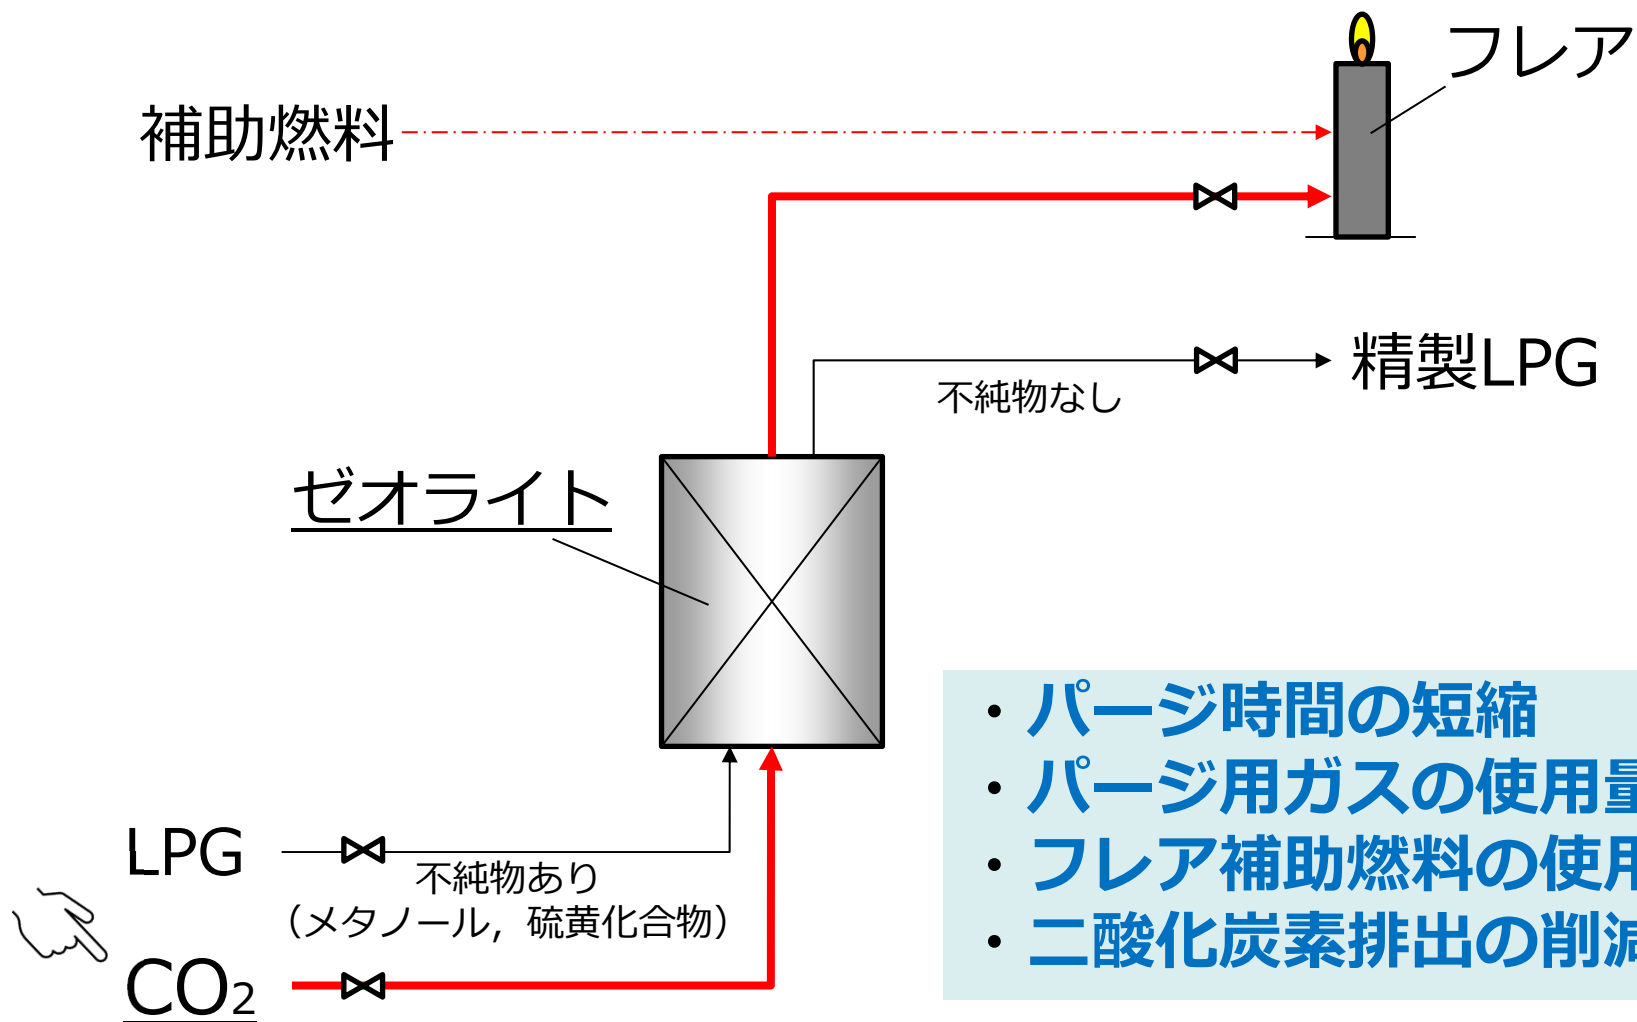 フレア
補助燃料
精製LPG
不純物なし
ゼオライト
・パージ時間の短縮
・パージ用ガスの使用量
・フレア補助燃料の使用
・二酸化炭素排出の削減
LPG
不純物あり
（メタノール，硫黄化合物）
CO₂